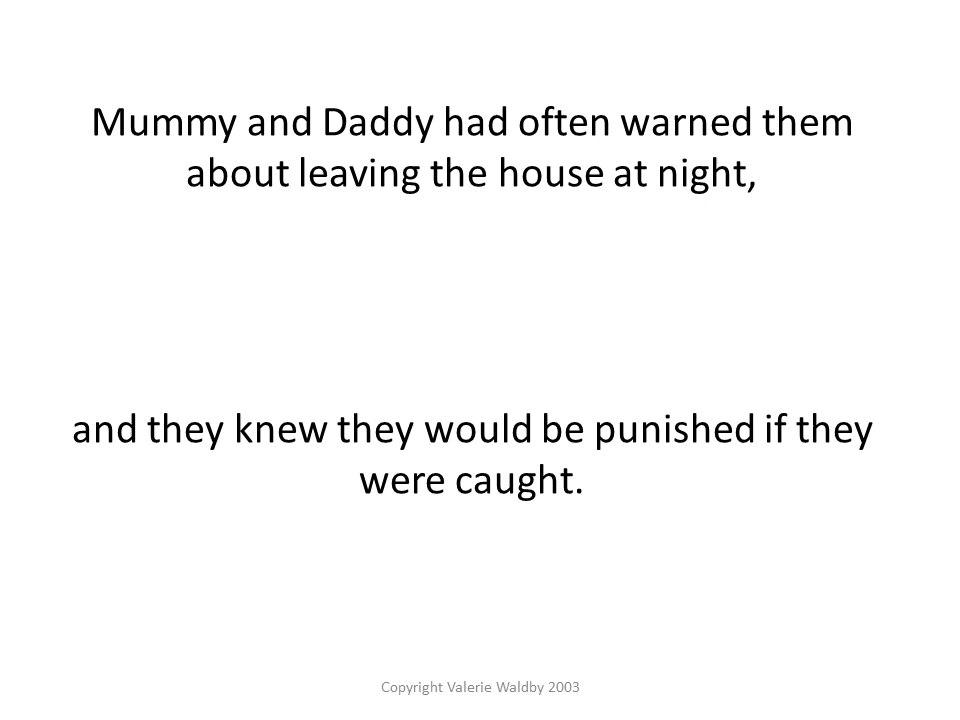 Mummy and Daddy had often warned them
about leaving the house at night,
and they knew they would be punished if they
were caught.
Copyright Valerie Waldby 2003